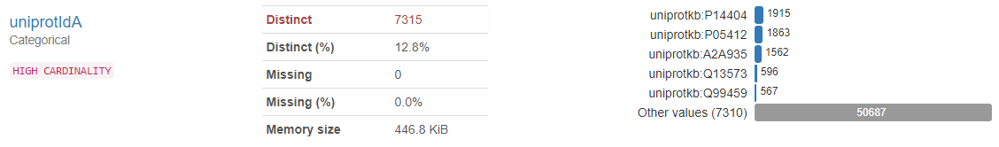 uniprotIdA
Categorical
HIGH CARDINALITY
Distinct 7315
Distinct (%) 12.8%
Missing 0
Missing (%) 0.0%
Memory size 446.8 KiB
uniprotkb:P14404 1915
uniprotkb:P05412 1863
uniprotkb:A2A935 1562
uniprotkb:Q13573 596
uniprotkb:Q99459 567
Other values (7310) 50687